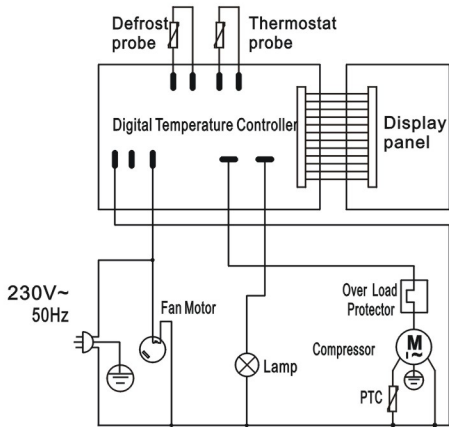 Defrost
probe
Thermostat
probe
Digital Temperature Controller
Display
panel
230V~
50Hz
Fan Motor
Lamp
Over Load
Protector
Compressor
M
1~
PTC